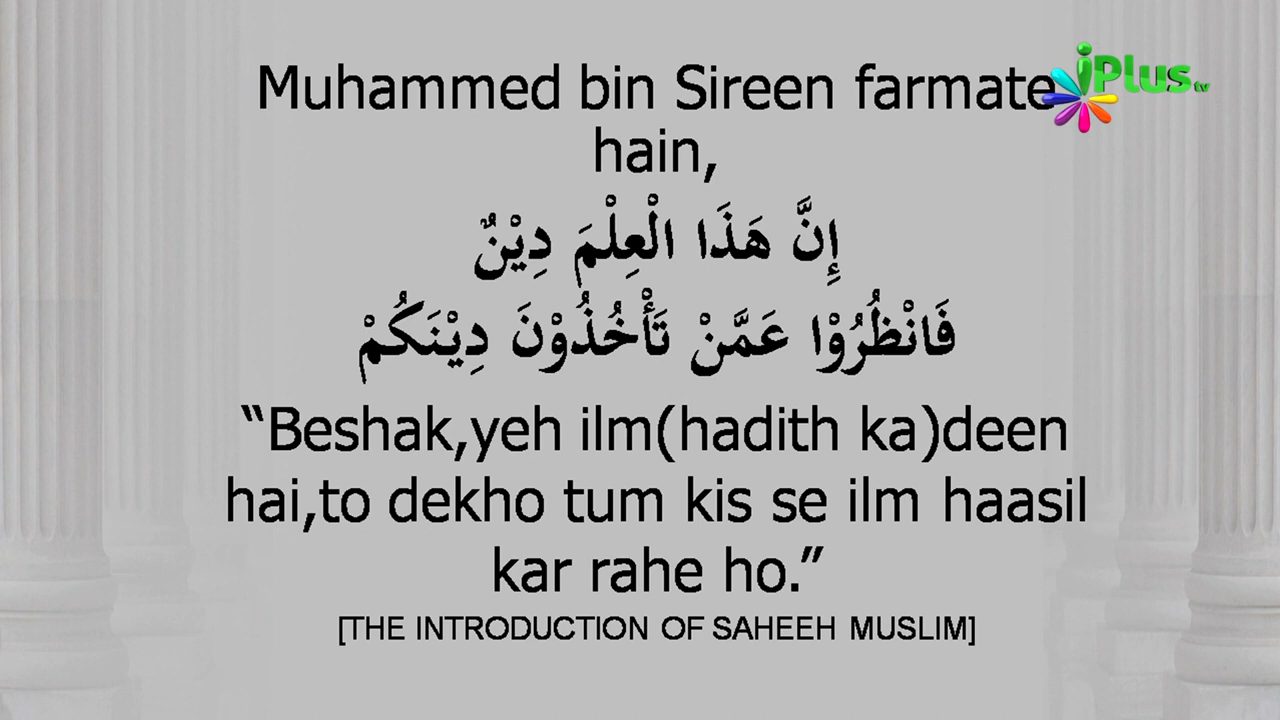 iPlus tv
Muhammed bin Sireen farmate
hain,
إِنَّ هَذَا الْعِلْمَ دِيْنٌ
فَانْظُرُوْا عَمَّنْ تَأْخُذُوْنَ دِيْنَكُمْ
“Beshak,yeh ilm(hadith ka)deen
hai,to dekho tum kis se ilm haasil
kar rahe ho.”
[THE INTRODUCTION OF SAHEEH MUSLIM]